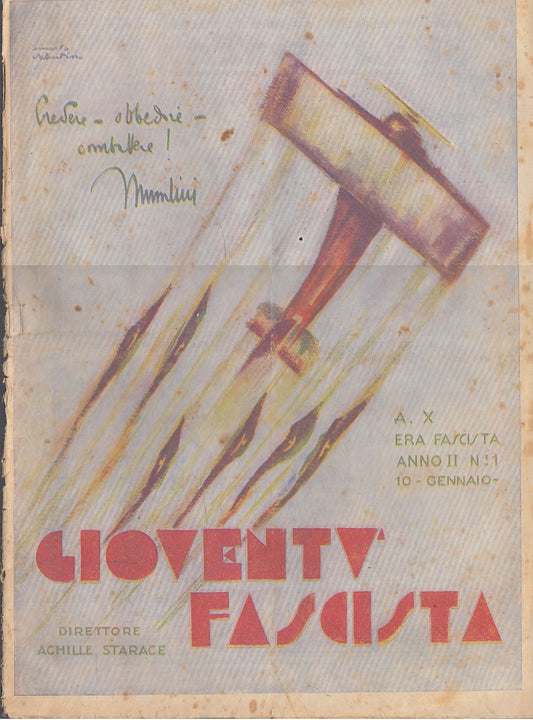 Credere - obbedire -
combattere!
Mussolini
A. X
ERA FASCISTA
ANNO II N! 1
10 - GENNAIO -
GIOVENTU'
FASCISTA
DIRETTORE
ACHILLE STARACE